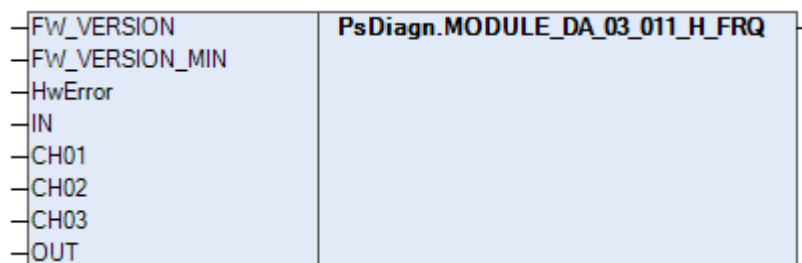 FW_VERSION PsDiagn.MODULE_DA_03_011_H_FRQ
FW_VERSION_MIN
HwError
IN
CH01
CH02
CH03
OUT